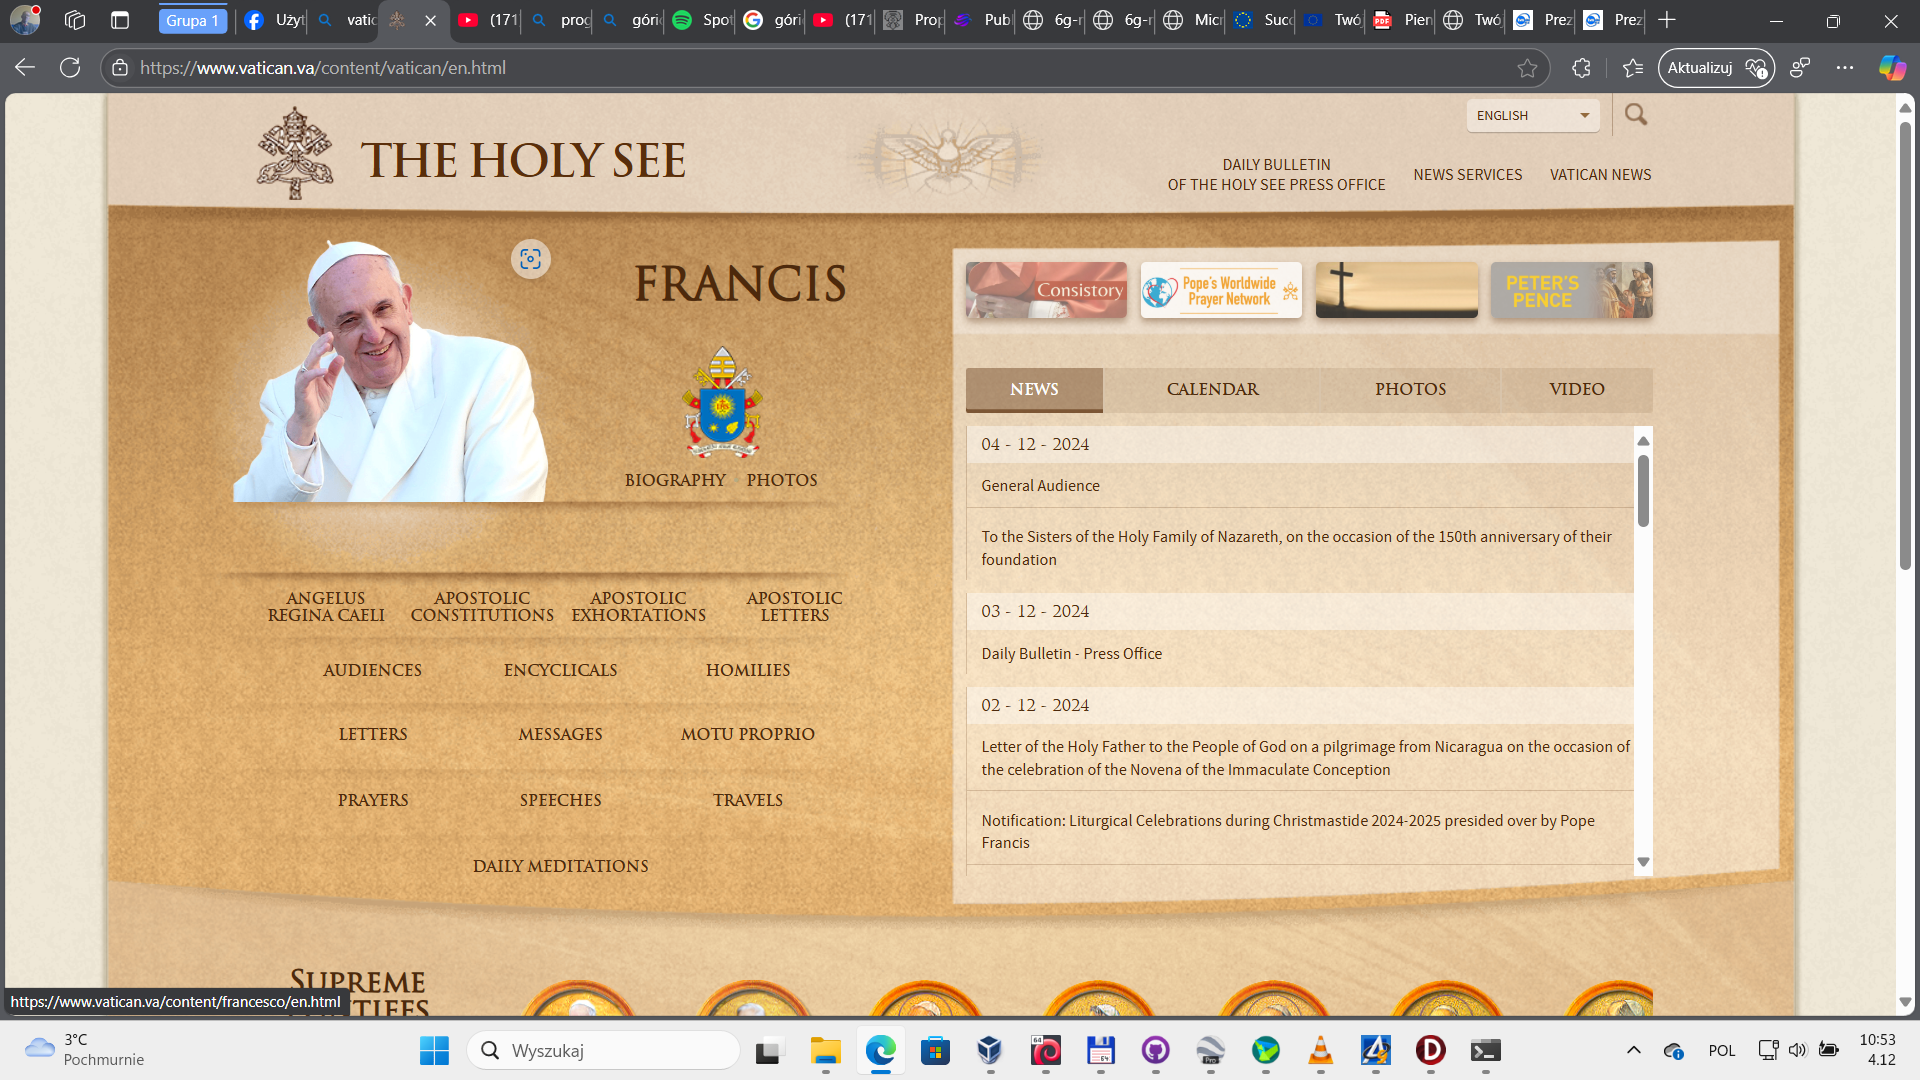 Grupa 1
Użyt
vatic
(171
prog
góric
Spot
góri
(171
Prop
Pub
6g-r
6g-r
Micr
Succ
Twó
Pien
Twó
Prez
Prez
https://www.vatican.va/content/vatican/en.html
Aktualizuj
THE HOLY SEE
ENGLISH
DAILY BULLETIN
OF THE HOLY SEE PRESS OFFICE
NEWS SERVICES
VATICAN NEWS
FRANCIS
BIOGRAPHY
PHOTOS
ANGELUS
REGINA CAELI
APOSTOLIC
CONSTITUTIONS
APOSTOLIC
EXHORTATIONS
APOSTOLIC
LETTERS
AUDIENCES
ENCYCLICALS
HOMILIES
LETTERS
MESSAGES
MOTU PROPRIO
PRAYERS
SPEECHES
TRAVELS
DAILY MEDITATIONS
Consistory
Pope's Worldwide
Prayer Network
PETER'S
PENCE
NEWS
CALENDAR
PHOTOS
VIDEO
04 - 12 - 2024
General Audience
To the Sisters of the Holy Family of Nazareth, on the occasion of the 150th anniversary of their
foundation
03 - 12 - 2024
Daily Bulletin - Press Office
02 - 12 - 2024
Letter of the Holy Father to the People of God on a pilgrimage from Nicaragua on the occasion of
the celebration of the Novena of the Immaculate Conception
Notification: Liturgical Celebrations during Christmastide 2024-2025 presided over by Pope
Francis
SUPREME
https://www.vatican.va/content/francesco/en.html
3°C
Pochmurnie
Wyszukaj
POL
10:53
4.12